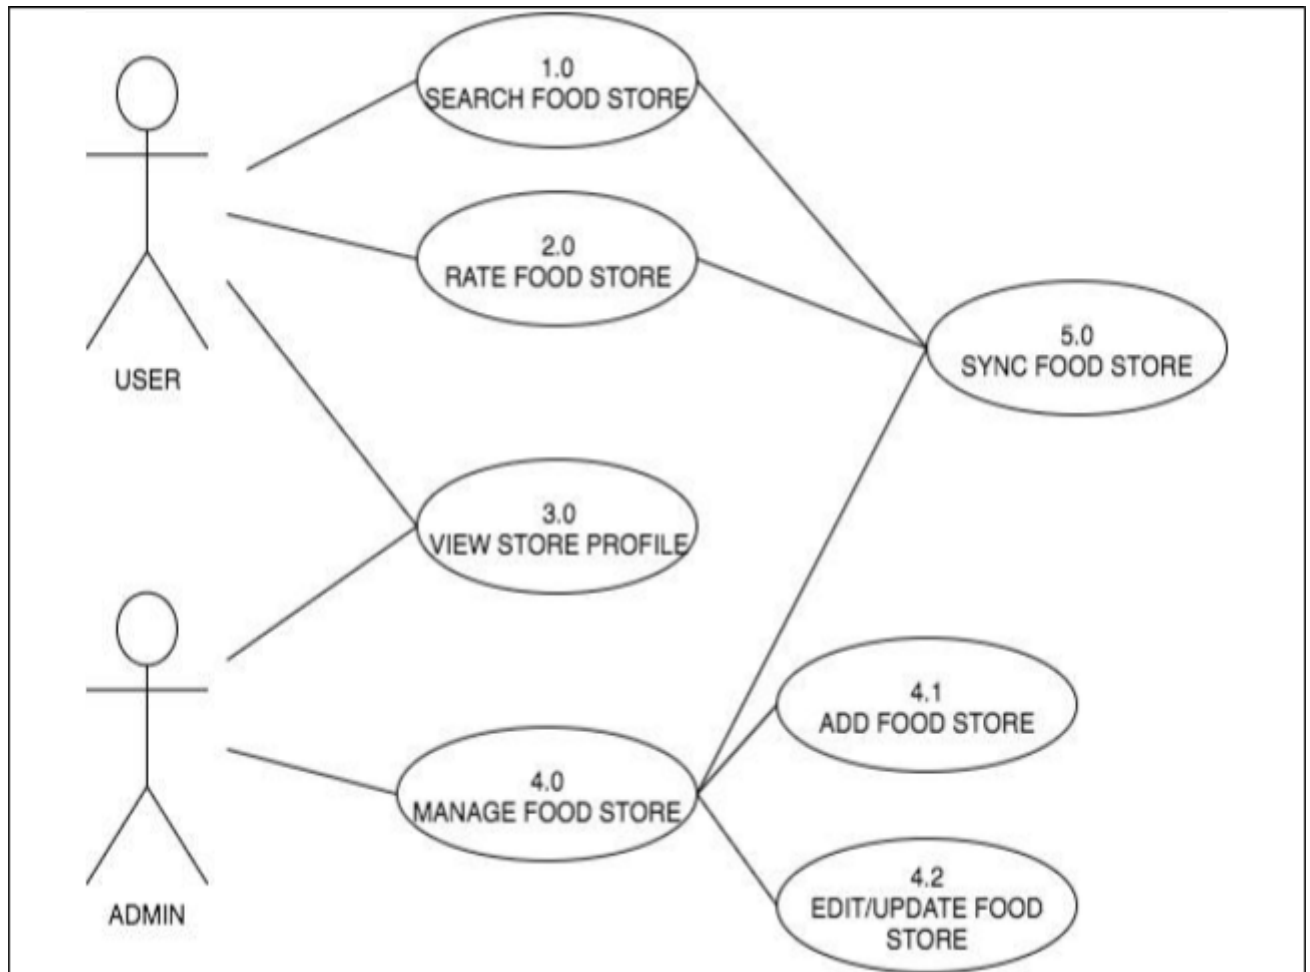 1.0
SEARCH FOOD STORE
2.0
RATE FOOD STORE
5.0
SYNC FOOD STORE
USER
3.0
VIEW STORE PROFILE
4.1
ADD FOOD STORE
4.0
MANAGE FOOD STORE
4.2
EDIT/UPDATE FOOD
STORE
ADMIN